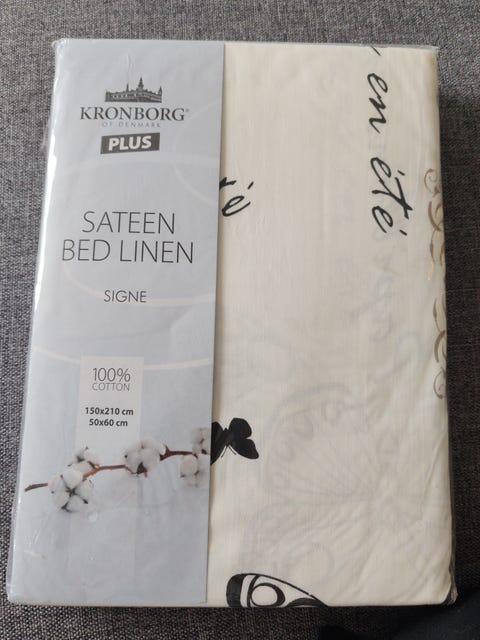 KRONBORG®
OF DENMARK
PLUS
SATEEN
BED LINEN
SIGNE
100%
COTTON
150x210 cm
50x60 cm
en été